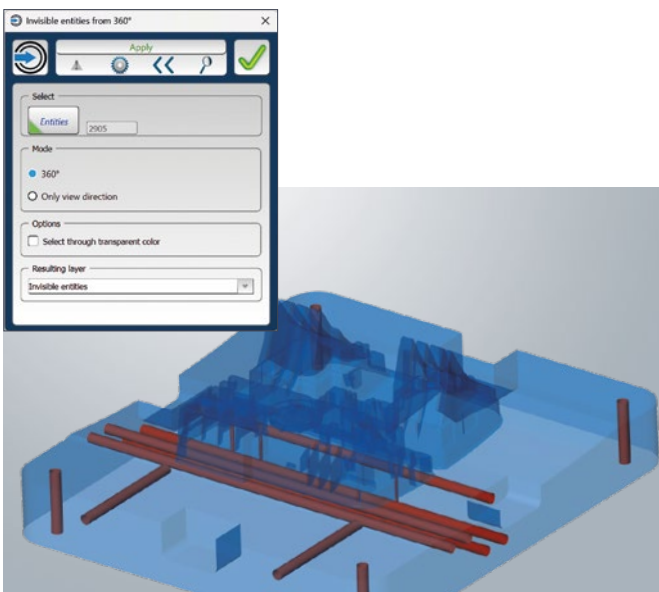 Invisible entities from 360°
Apply
Select
Entities
2905
Mode
360°
Only view direction
Options
Select through transparent color
Resulting layer
Invisible entities